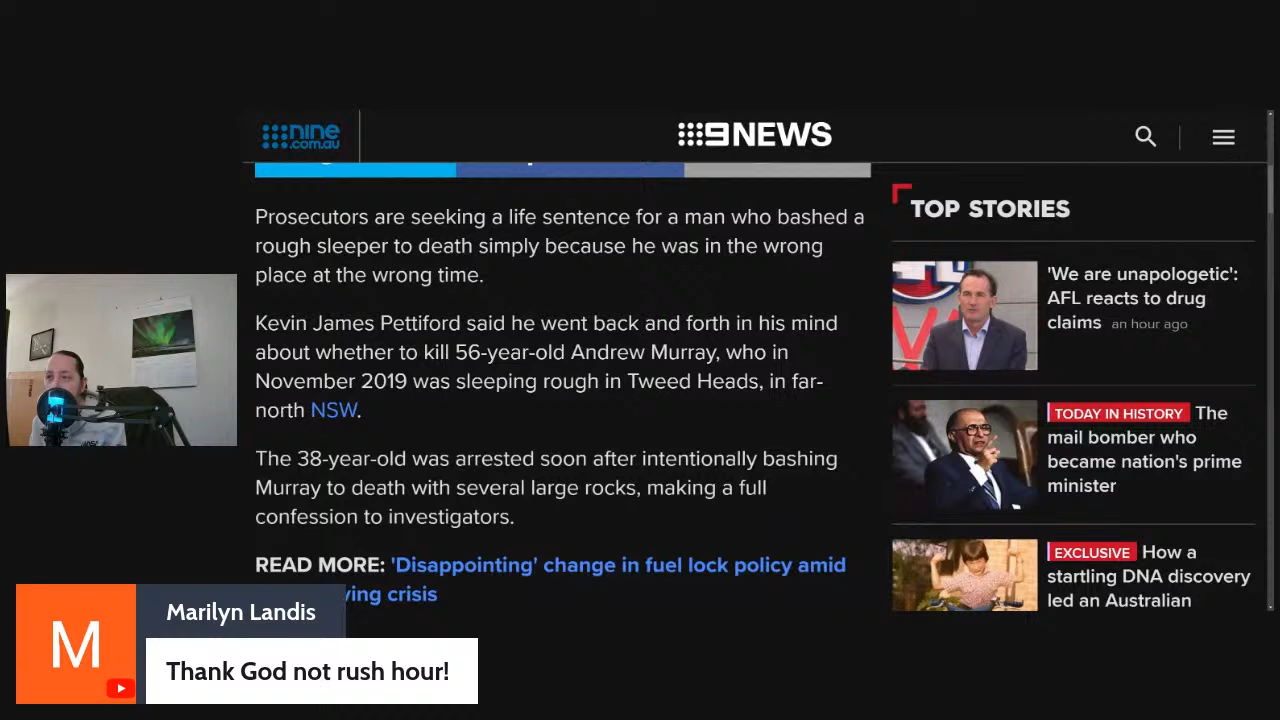 nine
.com.au
9NEWS
Prosecutors are seeking a life sentence for a man who bashed a
rough sleeper to death simply because he was in the wrong
place at the wrong time.
Kevin James Pettiford said he went back and forth in his mind
about whether to kill 56-year-old Andrew Murray, who in
November 2019 was sleeping rough in Tweed Heads, in far-
north NSW.
The 38-year-old was arrested soon after intentionally bashing
Murray to death with several large rocks, making a full
confession to investigators.
READ MORE: 'Disappointing' change in fuel lock policy amid
ying crisis
TOP STORIES
'We are unapologetic':
AFL reacts to drug
claims an hour ago
TODAY IN HISTORY The
mail bomber who
became nation's prime
minister
EXCLUSIVE How a
startling DNA discovery
led an Australian
M
Marilyn Landis
Thank God not rush hour!